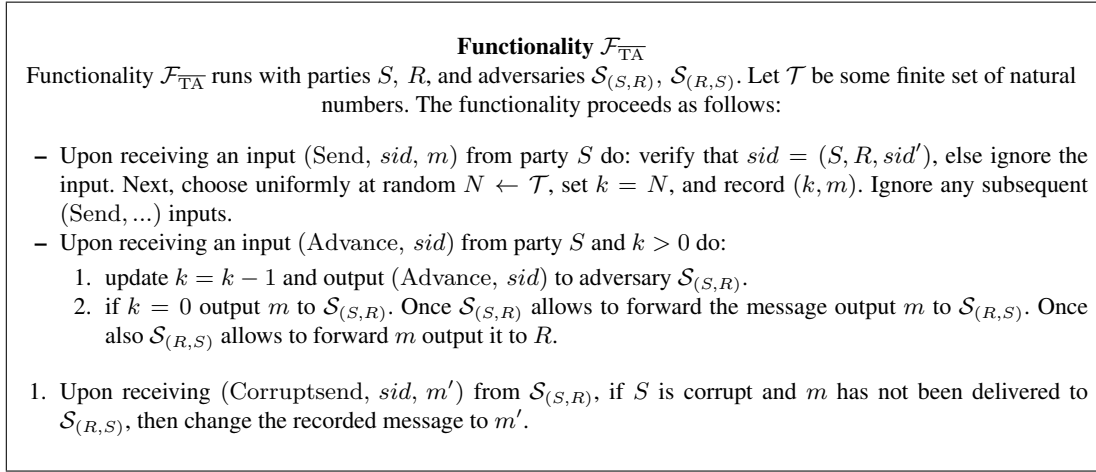 Functionality $\mathcal{F}_{\overline{\mathrm{TA}}}$
Functionality $\mathcal{F}_{\overline{\mathrm{TA}}}$ runs with parties $S$, $R$, and adversaries $\mathcal{S}_{(S,R)}$, $\mathcal{S}_{(R,S)}$. Let $\mathcal{T}$ be some finite set of natural
numbers. The functionality proceeds as follows:
– Upon receiving an input (Send, $sid$, $m$) from party $S$ do: verify that $sid = (S, R, sid')$, else ignore the
input. Next, choose uniformly at random $N \leftarrow \mathcal{T}$, set $k = N$, and record $(k, m)$. Ignore any subsequent
(Send, ...) inputs.
– Upon receiving an input (Advance, $sid$) from party $S$ and $k > 0$ do:
1. update $k = k - 1$ and output (Advance, $sid$) to adversary $\mathcal{S}_{(S,R)}$.
2. if $k = 0$ output $m$ to $\mathcal{S}_{(S,R)}$. Once $\mathcal{S}_{(S,R)}$ allows to forward the message output $m$ to $\mathcal{S}_{(R,S)}$. Once
also $\mathcal{S}_{(R,S)}$ allows to forward $m$ output it to $R$.
1. Upon receiving (Corruptsend, $sid$, $m'$) from $\mathcal{S}_{(S,R)}$, if $S$ is corrupt and $m$ has not been delivered to
$\mathcal{S}_{(R,S)}$, then change the recorded message to $m'$.